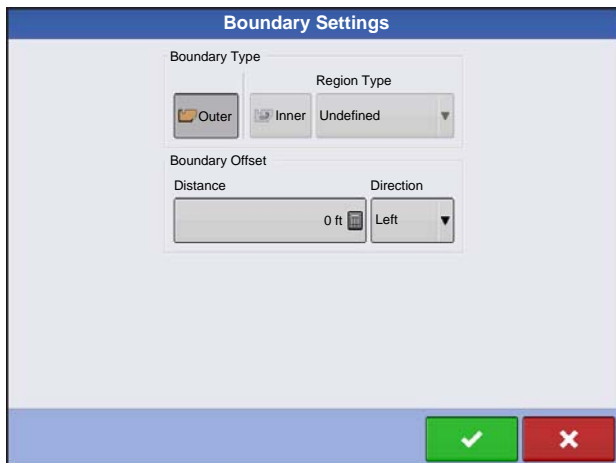 Boundary Settings
Boundary Type
Region Type
Outer
Inner
Undefined
Boundary Offset
Distance
Direction
0 ft
Left